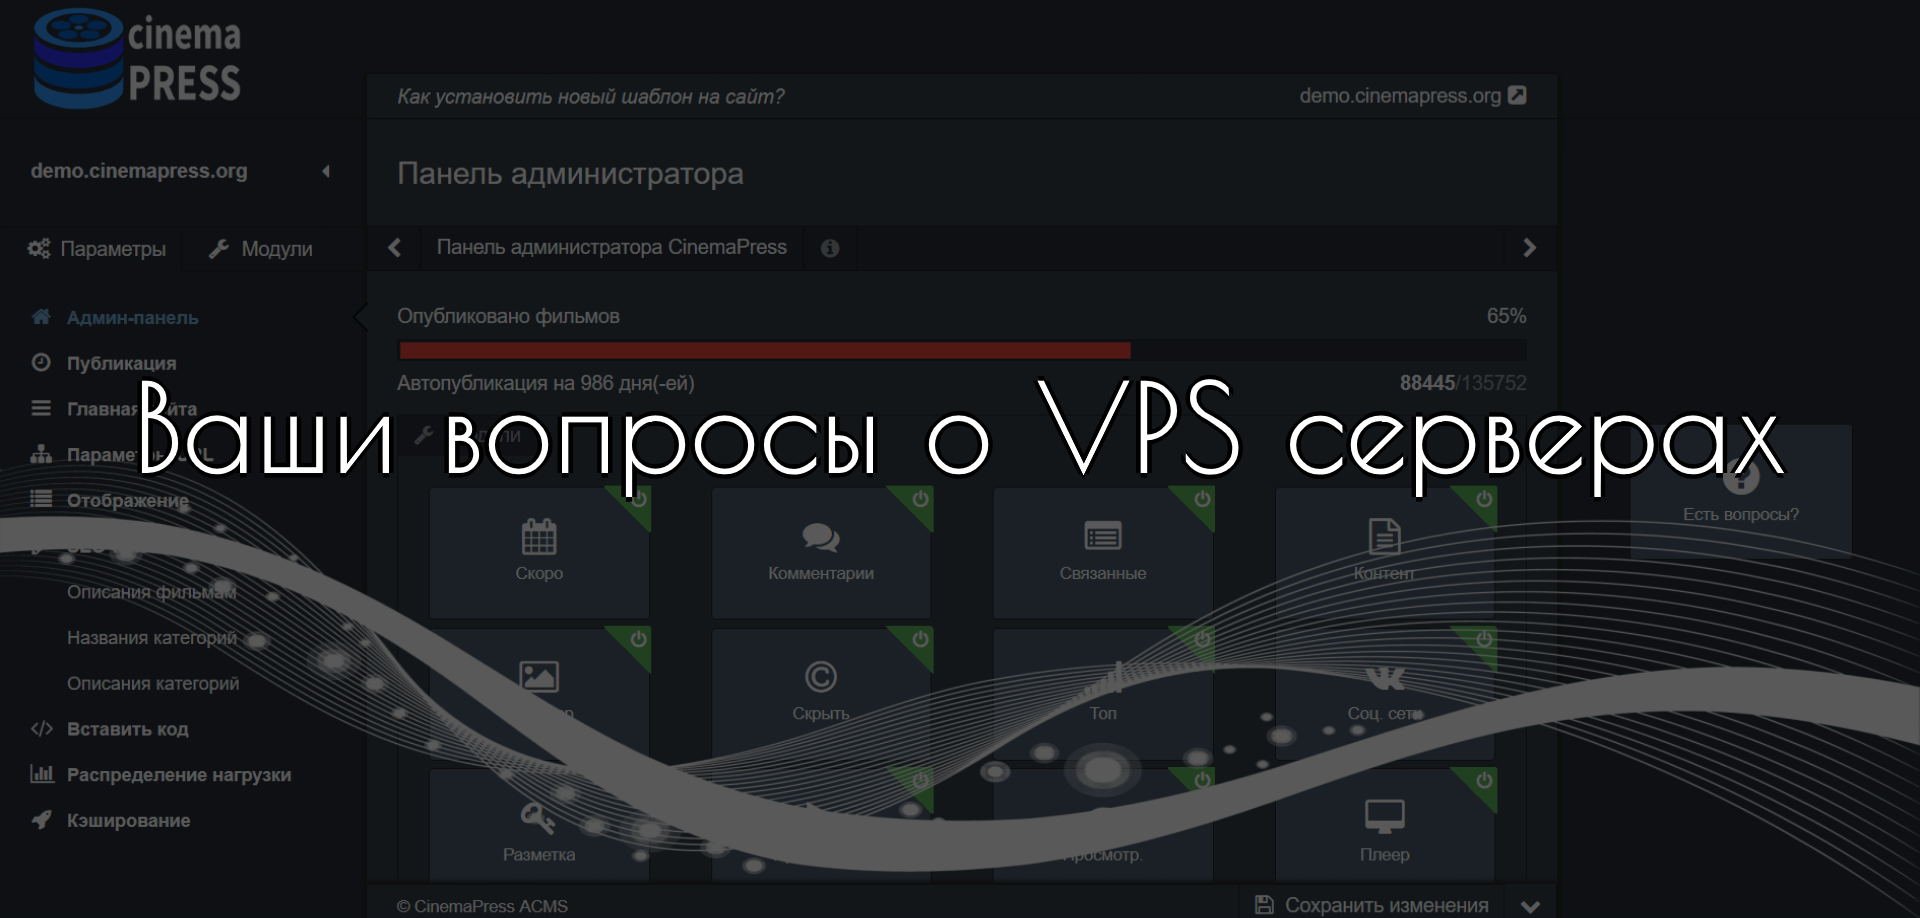 cinema
PRESS
Как установить новый шаблон на сайт?
demo.cinemapress.org
demo.cinemapress.org
Панель администратора
Параметры
Модули
Панель администратора CinemaPress
Админ-панель
Публикация
Главная
Отображение
Описания фильмам
Названия категорий
Описания категорий
Вставить код
Распределение нагрузки
Кэширование
Опубликовано фильмов
65%
Автопубликация на 986 дня(-ей)
88445/135752
Ваши вопросы о VPS серверах
Есть вопросы?
Скоро
Комментарии
Связанные
Контент
Скрыть
Топ
Соц. сети
Разметка
Плеер
© CinemaPress ACMS
Сохранить изменения